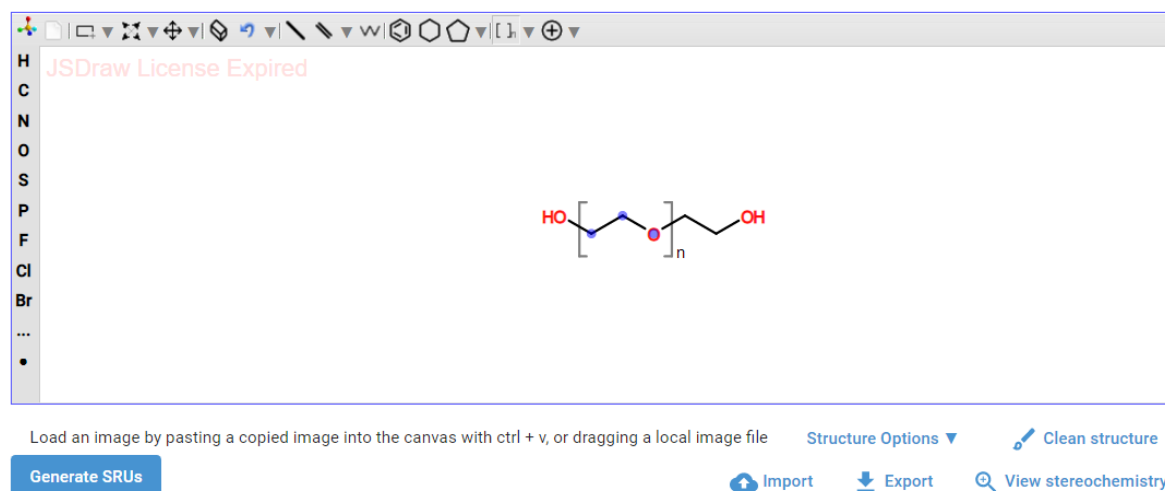 [ ]n
H
JSDraw License Expired
C
N
O
S
P
F
Cl
Br
...
HO
O
OH
n
Load an image by pasting a copied image into the canvas with ctrl + v, or dragging a local image file
Structure Options ▼
Clean structure
Generate SRUs
Import
Export
View stereochemistry